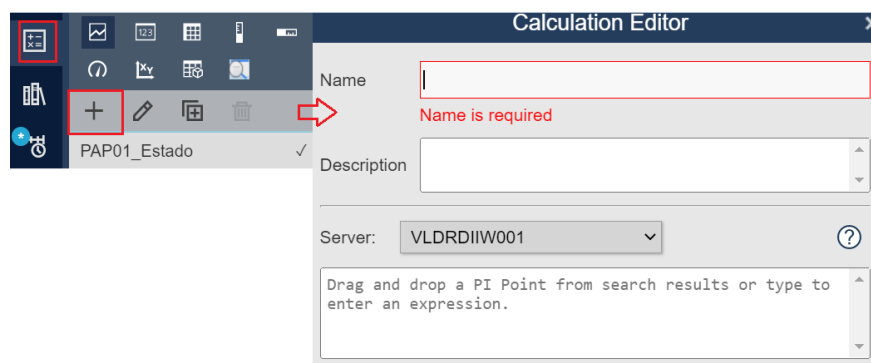 Calculation Editor
Name
Name is required
PAP01_Estado
Description
Server: VLDRDIIW001
Drag and drop a PI Point from search results or type to
enter an expression.